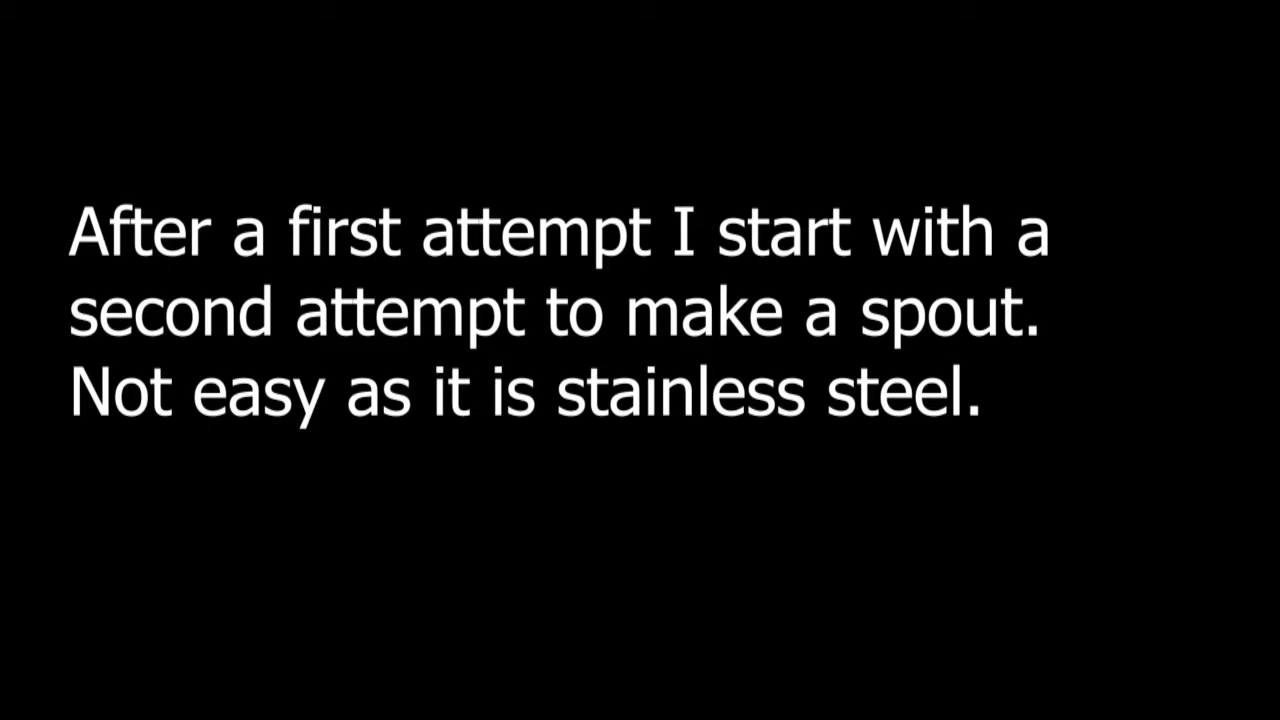 After a first attempt I start with a
second attempt to make a spout.
Not easy as it is stainless steel.